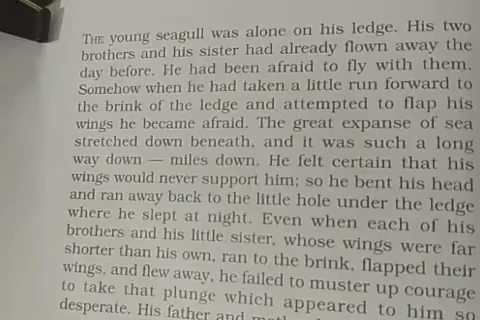 THE young seagull was alone on his ledge. His two
brothers and his sister had already flown away the
day before. He had been afraid to fly with them.
Somehow when he had taken a little run forward to
the brink of the ledge and attempted to flap his
wings he became afraid. The great expanse of sea
stretched down beneath, and it was such a long
way down — miles down. He felt certain that his
wings would never support him; so he bent his head
and ran away back to the little hole under the ledge
where he slept at night. Even when each of his
brothers and his little sister, whose wings were far
shorter than his own, ran to the brink, flapped their
wings, and flew away, he failed to muster up courage
to take that plunge which appeared to him so
desperate. His father and